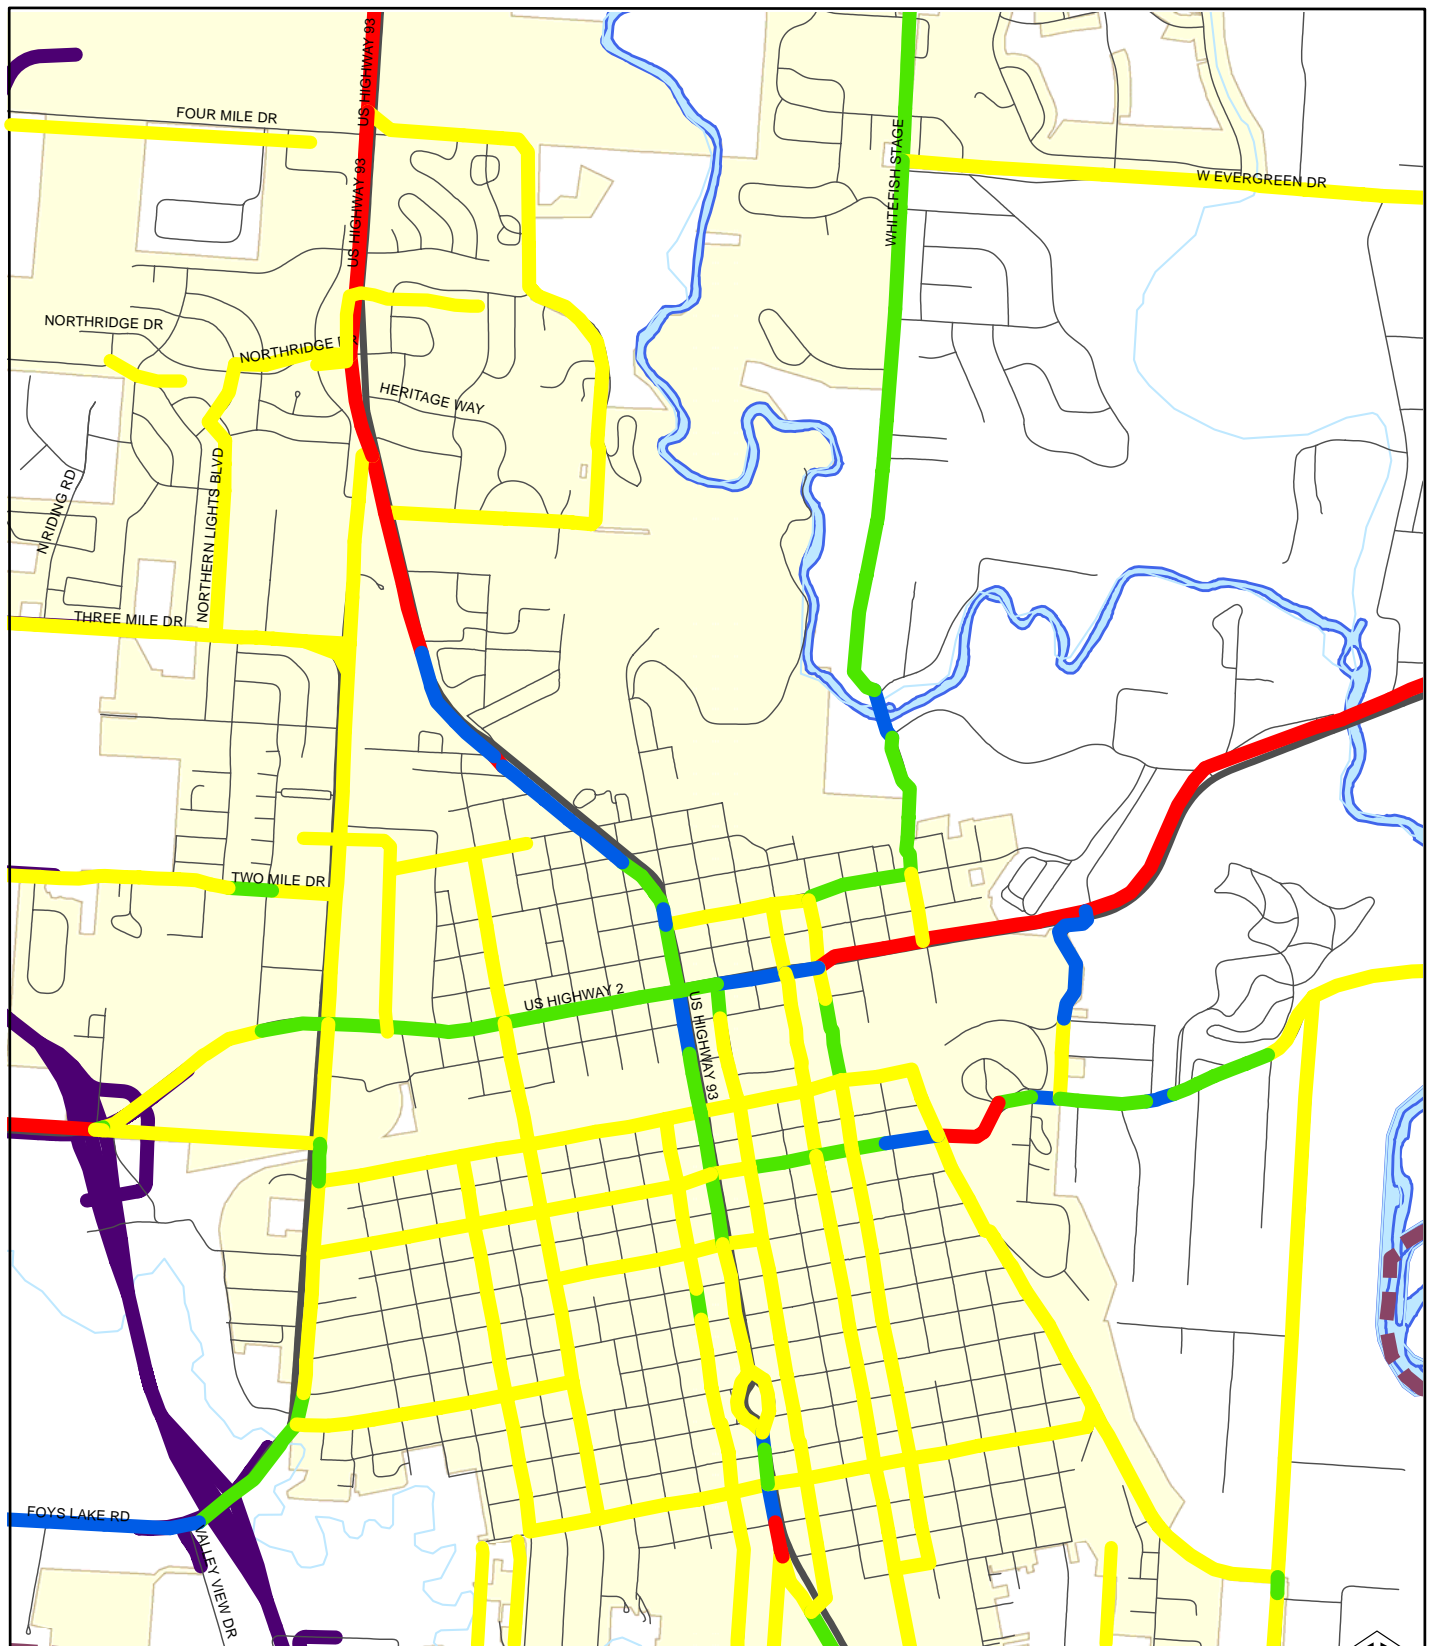 US HIGHWAY 93
FOUR MILE DR
WHITEFISH STAGE
US HIGHWAY 93
W EVERGREEN DR
NORTHRIDGE DR
NORTHRIDGE
HERITAGE WAY
N RIDING RD
NORTHERN LIGHTS BLVD
THREE MILE DR
TWO MILE DR
US HIGHWAY 2
US HIGHWAY 93
FOYS LAKE RD
VALLEY VIEW DR